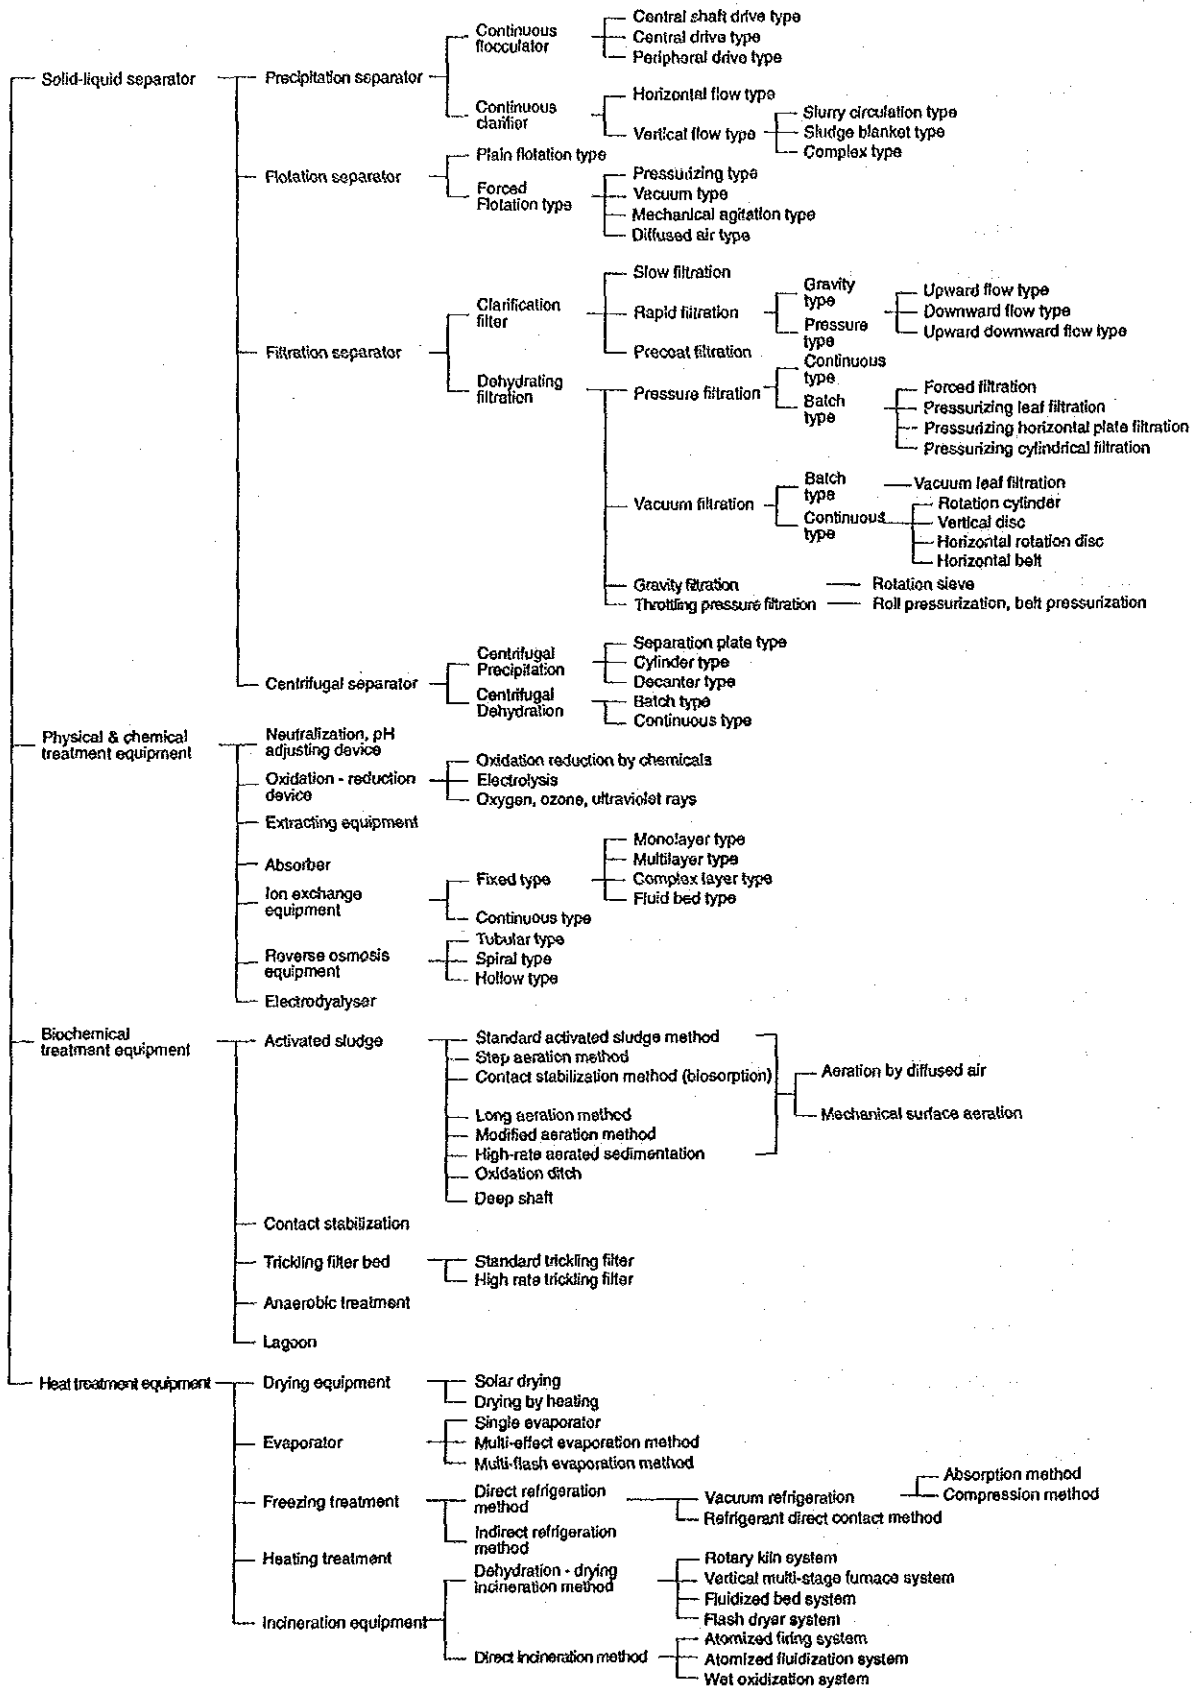 Solid-liquid separator
Precipitation separator
Continuous
flocculator
Central shaft drive type
Central drive type
Peripheral drive type
Continuous
clarifier
Horizontal flow type
Vertical flow type
Slurry circulation type
Sludge blanket type
Complex type
Flotation separator
Plain flotation type
Forced
Flotation type
Pressurizing type
Vacuum type
Mechanical agitation type
Diffused air type
Filtration separator
Clarification
filter
Slow filtration
Rapid filtration
Gravity
type
Pressure
type
Upward flow type
Downward flow type
Upward downward flow type
Precoat filtration
Dehydrating
filtration
Pressure filtration
Continuous
type
Batch
type
Forced filtration
Pressurizing leaf filtration
Pressurizing horizontal plate filtration
Pressurizing cylindrical filtration
Vacuum filtration
Batch
type
Vacuum leaf filtration
Continuous
type
Rotation cylinder
Vertical disc
Horizontal rotation disc
Horizontal belt
Gravity filtration
Rotation sieve
Throttling pressure filtration
Roll pressurization, belt pressurization
Centrifugal separator
Centrifugal
Precipitation
Separation plate type
Cylinder type
Decanter type
Centrifugal
Dehydration
Batch type
Continuous type
Physical & chemical
treatment equipment
Neutralization, pH
adjusting device
Oxidation - reduction
device
Oxidation reduction by chemicals
Electrolysis
Oxygen, ozone, ultraviolet rays
Extracting equipment
Absorber
Ion exchange
equipment
Fixed type
Monolayer type
Multilayer type
Complex layer type
Fluid bed type
Continuous type
Reverse osmosis
equipment
Tubular type
Spiral type
Hollow type
Electrodyalyser
Biochemical
treatment equipment
Activated sludge
Standard activated sludge method
Step aeration method
Contact stabilization method (biosorption)
Long aeration method
Modified aeration method
High-rate aerated sedimentation
Oxidation ditch
Deep shaft
Aeration by diffused air
Mechanical surface aeration
Contact stabilization
Trickling filter bed
Standard trickling filter
High rate trickling filter
Anaerobic treatment
Lagoon
Heat treatment equipment
Drying equipment
Solar drying
Drying by heating
Evaporator
Single evaporator
Multi-effect evaporation method
Multi-flash evaporation method
Freezing treatment
Direct refrigeration
method
Vacuum refrigeration
Absorption method
Compression method
Refrigerant direct contact method
Indirect refrigeration
method
Heating treatment
Incineration equipment
Dehydration - drying
incineration method
Rotary kiln system
Vertical multi-stage furnace system
Fluidized bed system
Flash dryer system
Direct incineration method
Atomized firing system
Atomized fluidization system
Wet oxidization system